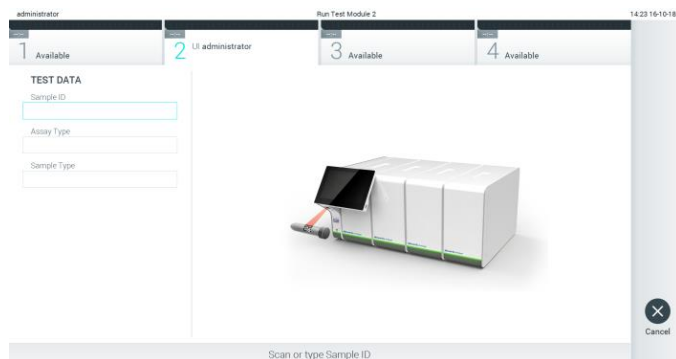 administrator Run Test Module 2 14:23 16-10-18
1 Available
2 UI administrator
3 Available
4 Available
TEST DATA
Sample ID
Assay Type
Sample Type
Cancel
Scan or type Sample ID